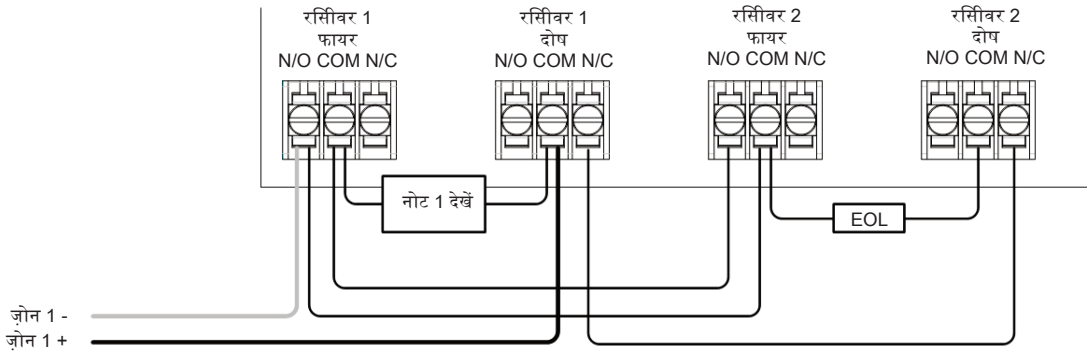 रसिीवर 1
फायर
N/O COM N/C
रसिीवर 1
दोष
N/O COM N/C
रसिीवर 2
फायर
N/O COM N/C
रसिीवर 2
दोष
N/O COM N/C
नोट 1 देखें
EOL
ज़ोन 1 -
ज़ोन 1 +